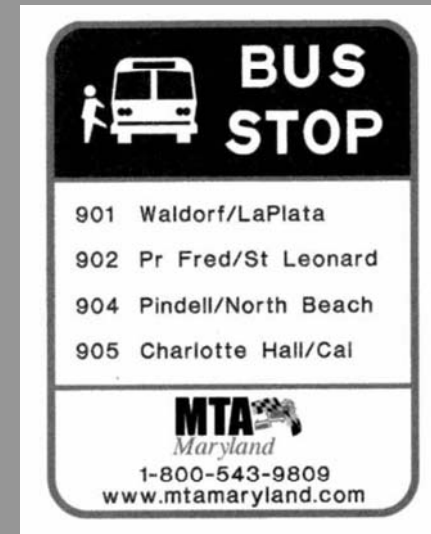 BUS
STOP
901 Waldorf/LaPlata
902 Pr Fred/St Leonard
904 Pindell/North Beach
905 Charlotte Hall/Cal
MTA
Maryland
1-800-543-9809
www.mtamaryland.com